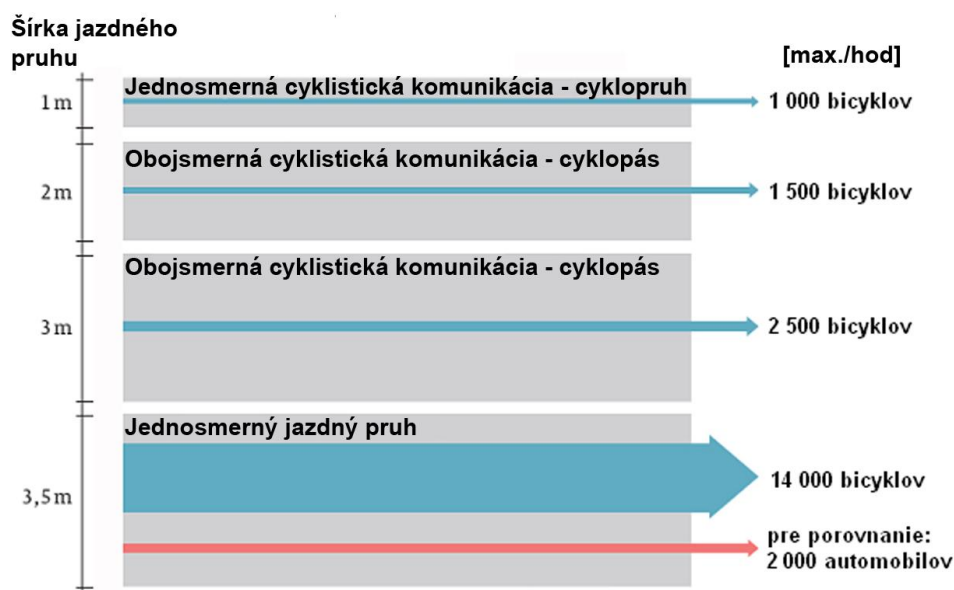 Šírka jazdného
pruhu
[max./hod]
Jednosmerná cyklistická komunikácia - cyklopruh
1 m
1 000 bicyklov
Obojsmerná cyklistická komunikácia - cyklopás
2 m
1 500 bicyklov
Obojsmerná cyklistická komunikácia - cyklopás
3 m
2 500 bicyklov
Jednosmerný jazdný pruh
3,5 m
14 000 bicyklov
pre porovnanie:
2 000 automobilov